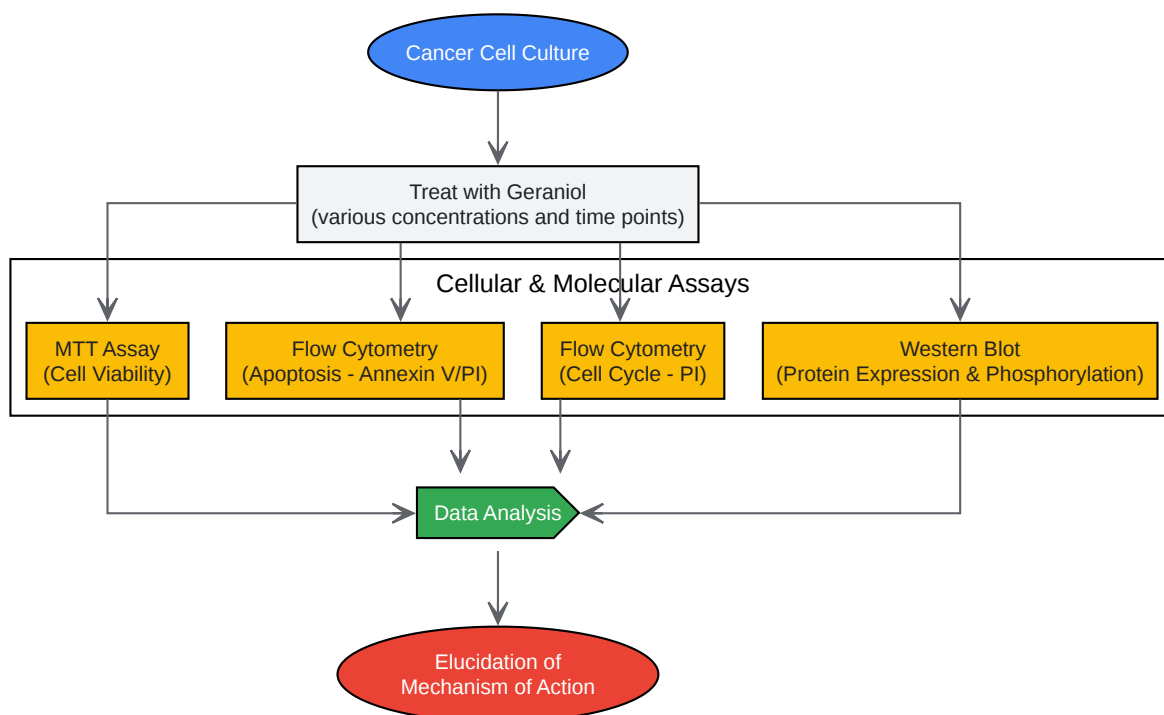 Cancer Cell Culture
Treat with Geraniol
(various concentrations and time points)
Cellular & Molecular Assays
MTT Assay
(Cell Viability)
Flow Cytometry
(Apoptosis - Annexin V/PI)
Flow Cytometry
(Cell Cycle - PI)
Western Blot
(Protein Expression & Phosphorylation)
Data Analysis
Elucidation of
Mechanism of Action